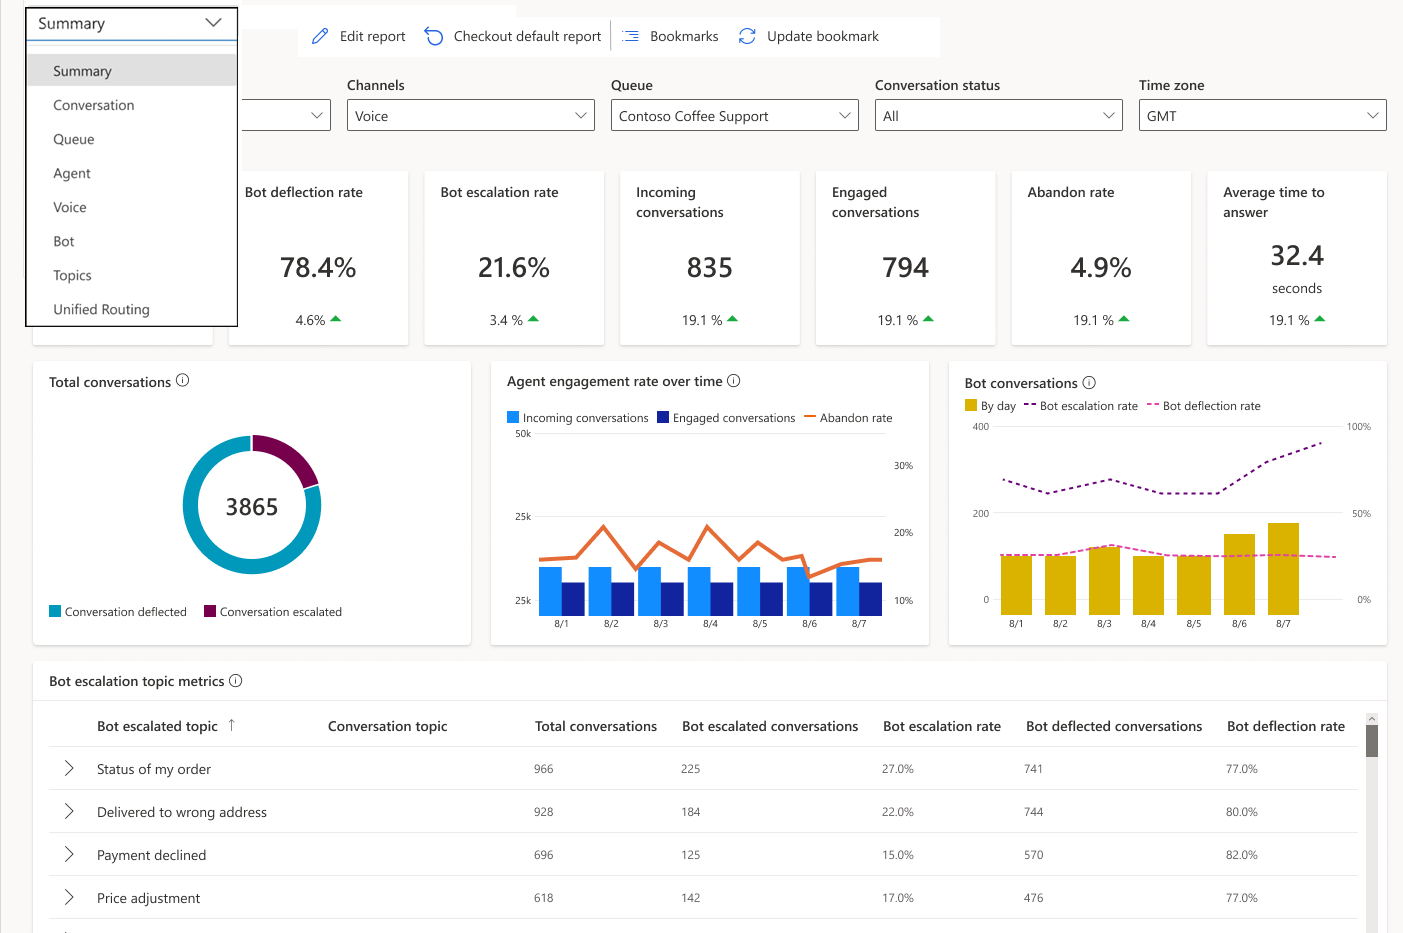 Summary
Edit report
Checkout default report
Bookmarks
Update bookmark
Summary
Conversation
Queue
Agent
Voice
Bot
Topics
Unified Routing
Channels
Voice
Queue
Contoso Coffee Support
Conversation status
All
Time zone
GMT
Bot deflection rate
78.4%
4.6%
Bot escalation rate
21.6%
3.4 %
Incoming
conversations
835
19.1 %
Engaged
conversations
794
19.1 %
Abandon rate
4.9%
19.1 %
Average time to
answer
32.4
seconds
19.1 %
Total conversations
3865
Conversation deflected
Conversation escalated
Agent engagement rate over time
Incoming conversations
Engaged conversations
Abandon rate
50k
25k
25k
30%
20%
10%
8/1 8/2 8/3 8/4 8/5 8/6 8/7
Bot conversations
By day
Bot escalation rate
Bot deflection rate
400
200
0
100%
50%
0%
8/1 8/2 8/3 8/4 8/5 8/6 8/7
Bot escalation topic metrics
Bot escalated topic Conversation topic Total conversations Bot escalated conversations Bot escalation rate Bot deflected conversations Bot deflection rate
Status of my order 966 225 27.0% 741 77.0%
Delivered to wrong address 928 184 22.0% 744 80.0%
Payment declined 696 125 15.0% 570 82.0%
Price adjustment 618 142 17.0% 476 77.0%